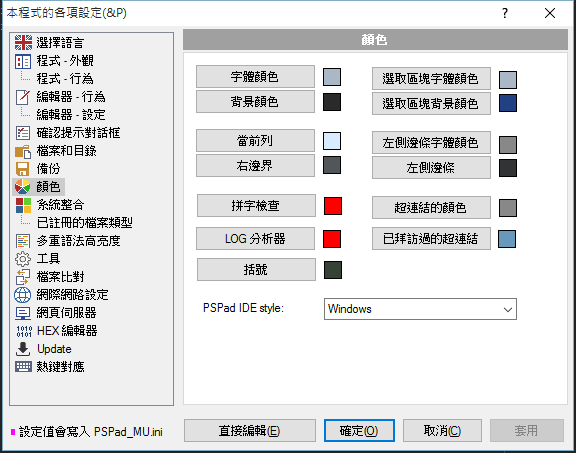 本程式的各項設定(&P)
選擇語言
程式 - 外觀
程式 - 行為
編輯器 - 行為
編輯器 - 設定
確認提示對話框
檔案和目錄
備份
顏色
系統整合
已註冊的檔案類型
多重語法高亮度
工具
檔案比對
網際網路設定
網頁伺服器
HEX 編輯器
Update
熱鍵對應
顏色
字體顏色
選取區塊字體顏色
背景顏色
選取區塊背景顏色
當前列
左側邊條字體顏色
右邊界
左側邊條
拼字檢查
超連結的顏色
LOG 分析器
已拜訪過的超連結
括號
PSPad IDE style:
Windows
設定值會寫入 PSPad_MU.ini
直接編輯(E)
確定(O)
取消(C)
套用